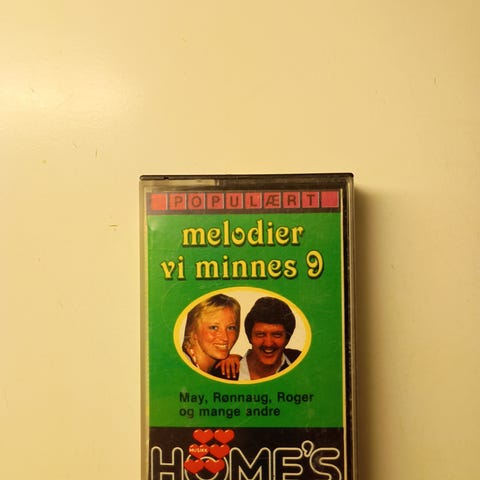 POPULÆRT
melodier
vi minnes 9
May, Rønnaug, Roger
og mange andre
MUSIKK
HOME'S